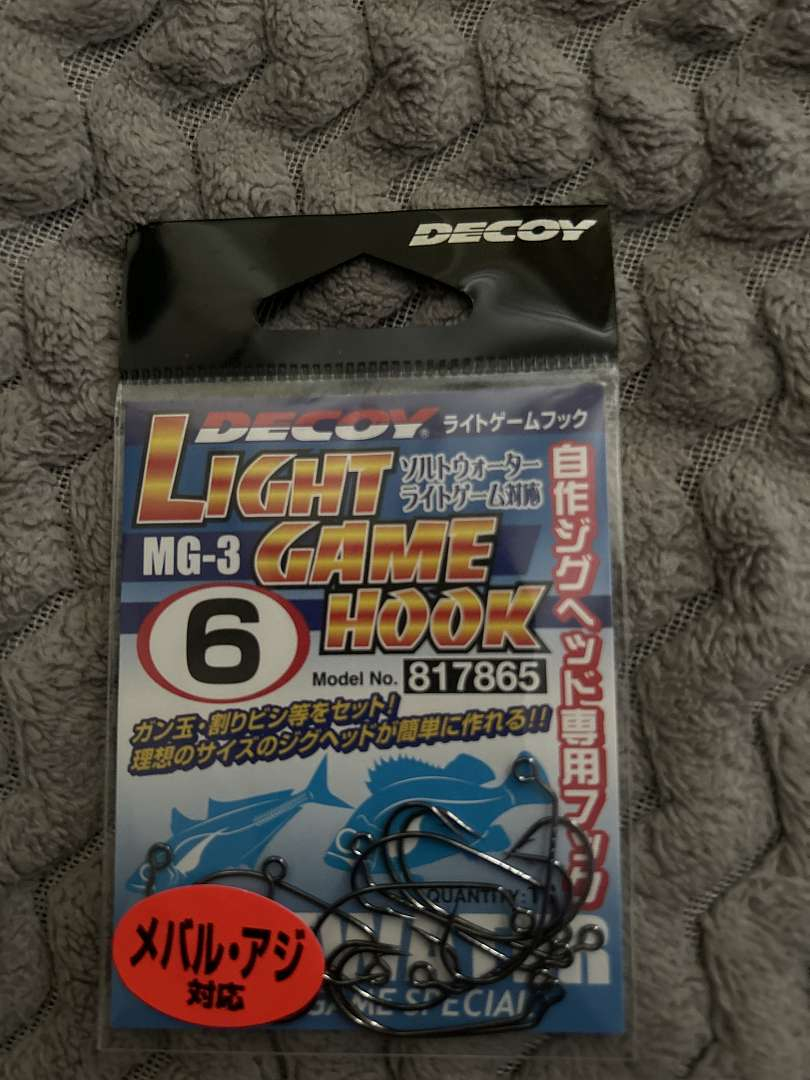 DECOY
DECOY® ライトゲームフック
LIGHT
ソルトウォーター
ライトゲーム対応
MG-3 GAME
6 HOOK
Model No. 817865
自作ジグヘッド専用フック
ガン玉・割りビシ等をセット!
理想のサイズのジグヘッドが簡単に作れる!!
QUANTITY:
メバル・アジ
対応
GAME SPECIAL